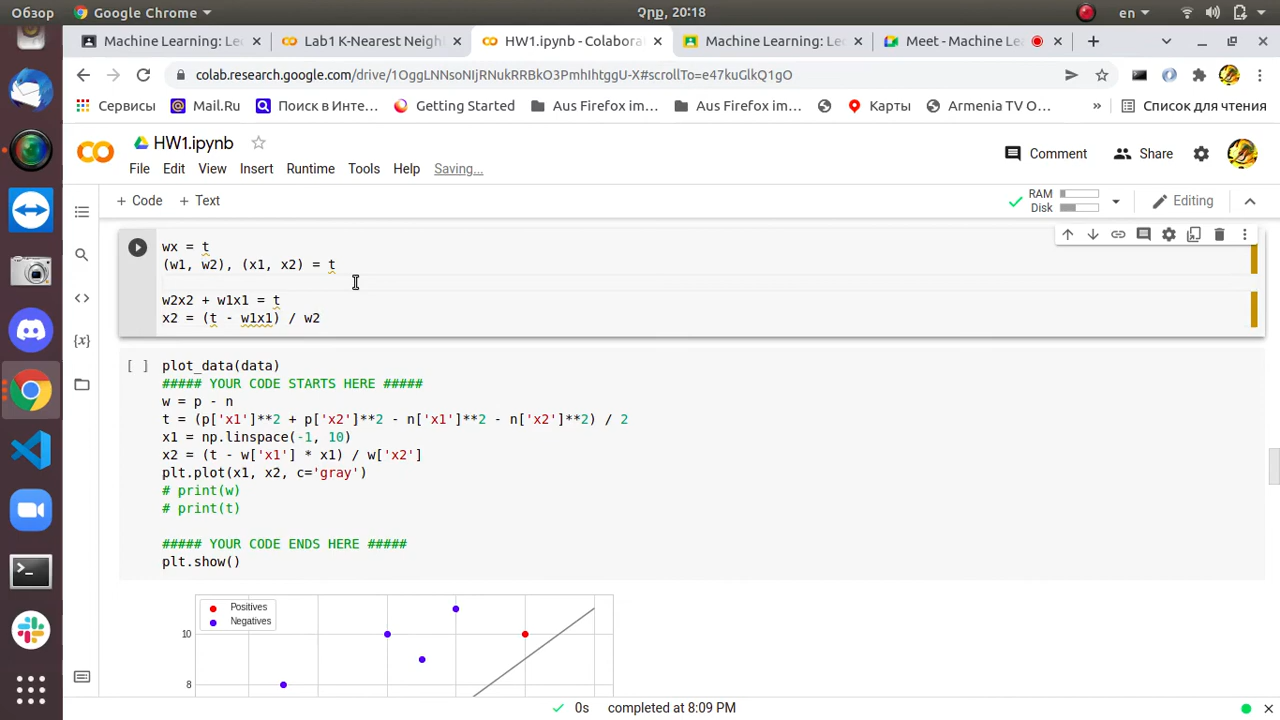 Обзор
Google Chrome
Չրք, 20:18
en
Machine Learning: Le
Lab1 K-Nearest Neigh
HW1.ipynb - Colabora
Machine Learning: Le
Meet - Machine Le
colab.research.google.com/drive/1OggLNNsoNIjRNukRRBkO3PmhIhtggU-X#scrollTo=e47kuGlkQ1gO
Сервисы
Mail.Ru
Поиск в Инте...
Getting Started
Aus Firefox im...
Aus Firefox im...
Карты
Armenia TV O...
»
Список для чтения
HW1.ipynb
Comment
Share
File Edit View Insert Runtime Tools Help Saving...
+ Code + Text
RAM
Disk
Editing
wx = t
(w1, w2), (x1, x2) = t
w2x2 + w1x1 = t
x2 = (t - w1x1) / w2
[ ] plot_data(data)
##### YOUR CODE STARTS HERE #####
w = p - n
t = (p['x1']**2 + p['x2']**2 - n['x1']**2 - n['x2']**2) / 2
x1 = np.linspace(-1, 10)
x2 = (t - w['x1'] * x1) / w['x2']
plt.plot(x1, x2, c='gray')
# print(w)
# print(t)
##### YOUR CODE ENDS HERE #####
plt.show()
Positives
Negatives
10
8
{x}
0s completed at 8:09 PM